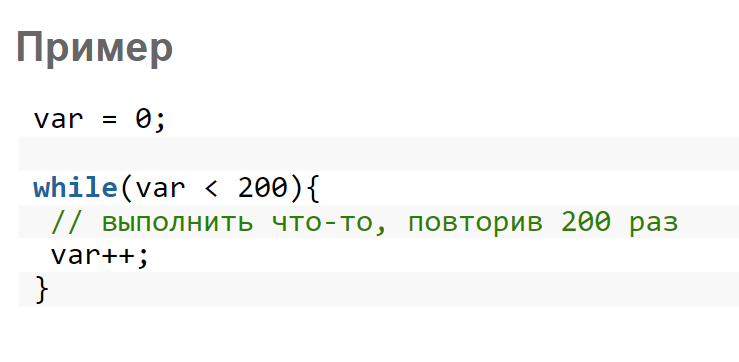 Пример
var = 0;
while(var < 200){
// выполнить что-то, повторив 200 раз
var++;
}